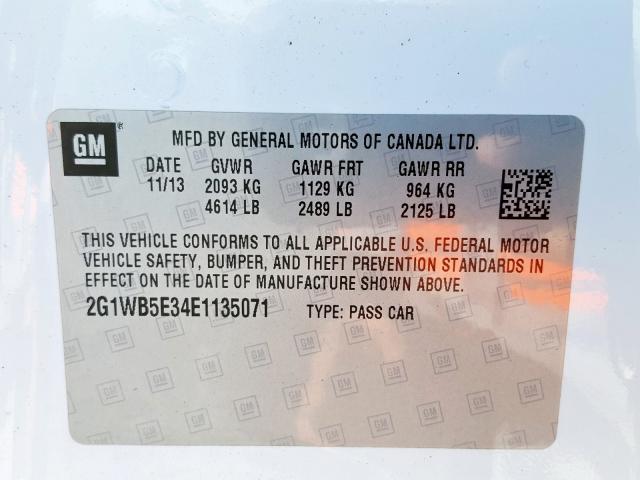 GM
MFD BY GENERAL MOTORS OF CANADA LTD.
DATE GVWR GAWR FRT GAWR RR
11/13 2093 KG 1129 KG 964 KG
4614 LB 2489 LB 2125 LB
THIS VEHICLE CONFORMS TO ALL APPLICABLE U.S. FEDERAL MOTOR
VEHICLE SAFETY, BUMPER, AND THEFT PREVENTION STANDARDS IN
EFFECT ON THE DATE OF MANUFACTURE SHOWN ABOVE.
2G1WB5E34E1135071 TYPE: PASS CAR